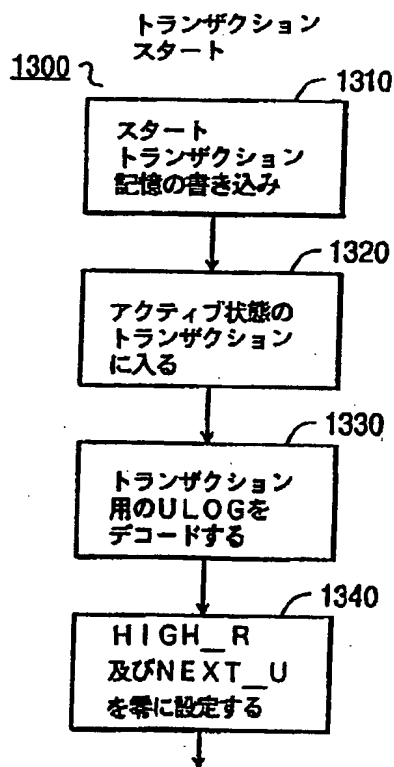 トランザクション
スタート
1300
1310
スタート
トランザクション
記憶の書き込み
1320
アクティブ状態の
トランザクション
に入る
1330
トランザクション
用のULOGを
デコードする
1340
HIGH_R
及びNEXT_U
を零に設定する